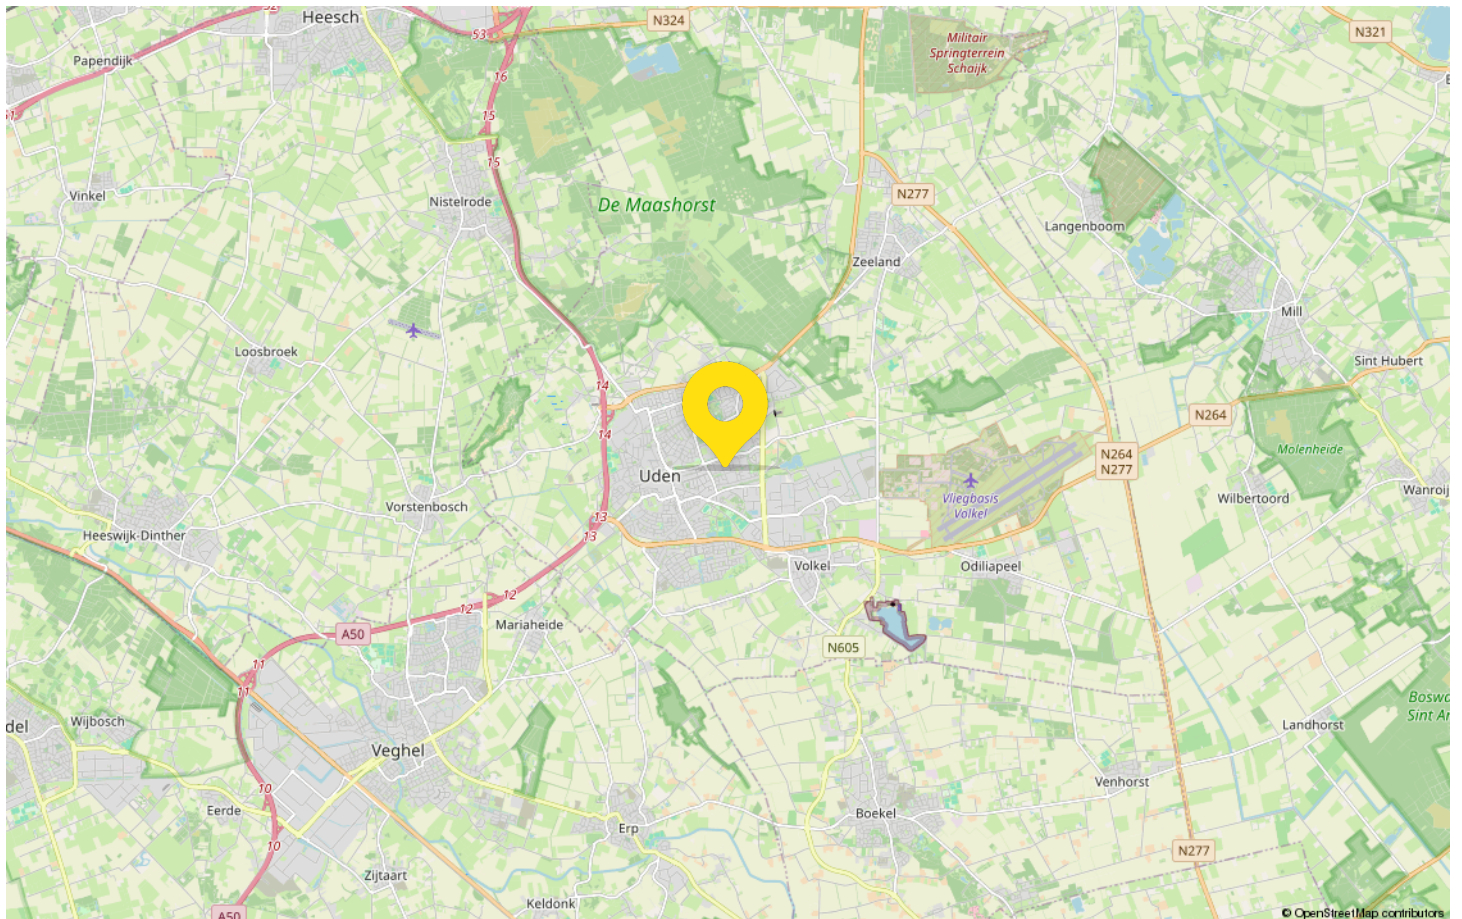 52
Heesch
53
N324
Militair
Springterrein
Schaijk
N321
Papendijk
16
15
15
Vinkel
Nistelrode
De Maashorst
N277
Langenboom
Zeeland
Mill
Loosbroek
Sint Hubert
14
14
N264
N264
N277
Molenheide
Uden
Vliegbasis
Volkel
Wilbertoord
Wanroij
Vorstenbosch
13
13
Heeswijk-Dinther
Volkel
Odiliapeel
12
12
Mariaheide
A50
N605
11
11
Wijbosch
del
Veghel
Landhorst
Venhorst
10
Eerde
Boekel
Erp
10
N277
Zijtaart
Keldonk
A50
© OpenStreetMap contributors